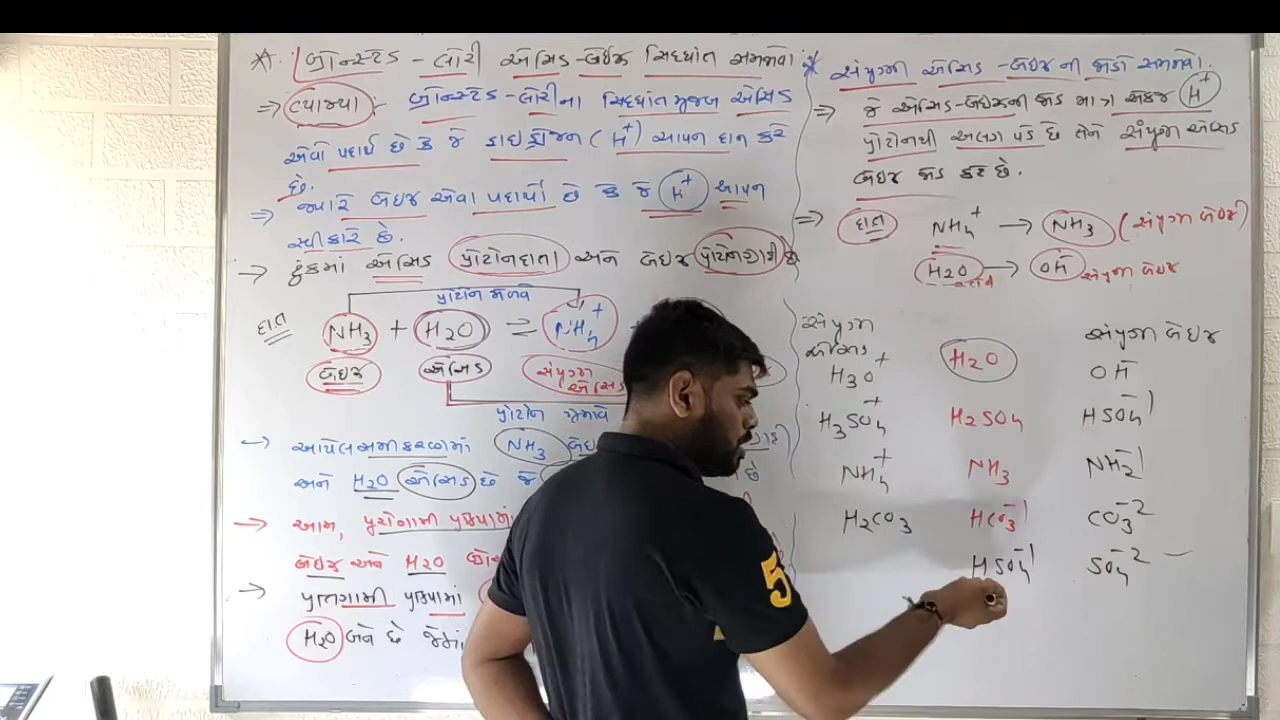 * બ્રોન્સ્ટેડ - લોરી એસિડ-બેઇઝ સિધ્ધાંત સમજાવો
⇒ વ્યાખ્યા :- બ્રોન્સ્ટેડ-લોરીના સિધ્ધાંત મુજબ એસિડ
એવો પદાર્થ છે કે જે હાઇડ્રોજન (H⁺) આયન દાન કરે
છે.
⇒ જ્યારે બેઇઝ એવા પદાર્થો છે કે જે H⁺ આયન
સ્વીકારે છે.
→ ટુંકમાં એસિડ પ્રોટોનદાતા અને બેઇઝ પ્રોટોનગ્રાહી છે
પ્રોટોન મેળવે
દા.ત NH₃ + H₂O ⇌ NH₄⁺ +
બેઇઝ એસિડ સંયુગ્મ એસિડ
પ્રોટોન ગુમાવે
→ આપેલ સમીકરણમાં NH₃
અને H₂O એસિડ છે જે છે
→ આમ, પુરોગામી પ્રક્રિયામાં
બેઇઝ અને H₂O
→ પ્રતિગામી પ્રક્રિયામાં
H₂O બને છે જેમાં
* સંયુગ્મી એસિડ-બેઇઝની જોડી સમજાવો.
⇒ જે એસિડ-બેઇઝની જોડ માત્ર એકજ H⁺
પ્રોટોનથી અલગ પડે છે તેને સંયુગ્મ એસિડ
બેઇઝ જોડ કહે છે.
⇒ દા.ત NH₄⁺ → NH₃ (સંયુગ્મ બેઇઝ)
H₂O → OH⁻ સંયુગ્મ બેઇઝ
સંયુગ્મ એસિડ સંયુગ્મ બેઇઝ
H₃O⁺ H₂O OH⁻
H₃SO₄⁺ H₂SO₄ HSO₄⁻¹
NH₄⁺ NH₃ NH₂⁻¹
H₂CO₃ HCO₃⁻¹ CO₃⁻²
HSO₄⁻¹ SO₄⁻²
5